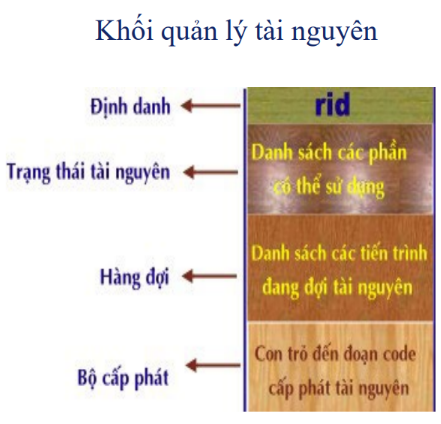 Khối quản lý tài nguyên
Định danh
rid
Trạng thái tài nguyên
Danh sách các phần
có thể sử dụng
Hàng đợi
Danh sách các tiến trình
đang đợi tài nguyên
Bộ cấp phát
Con trỏ đến đoạn code
cấp phát tài nguyên